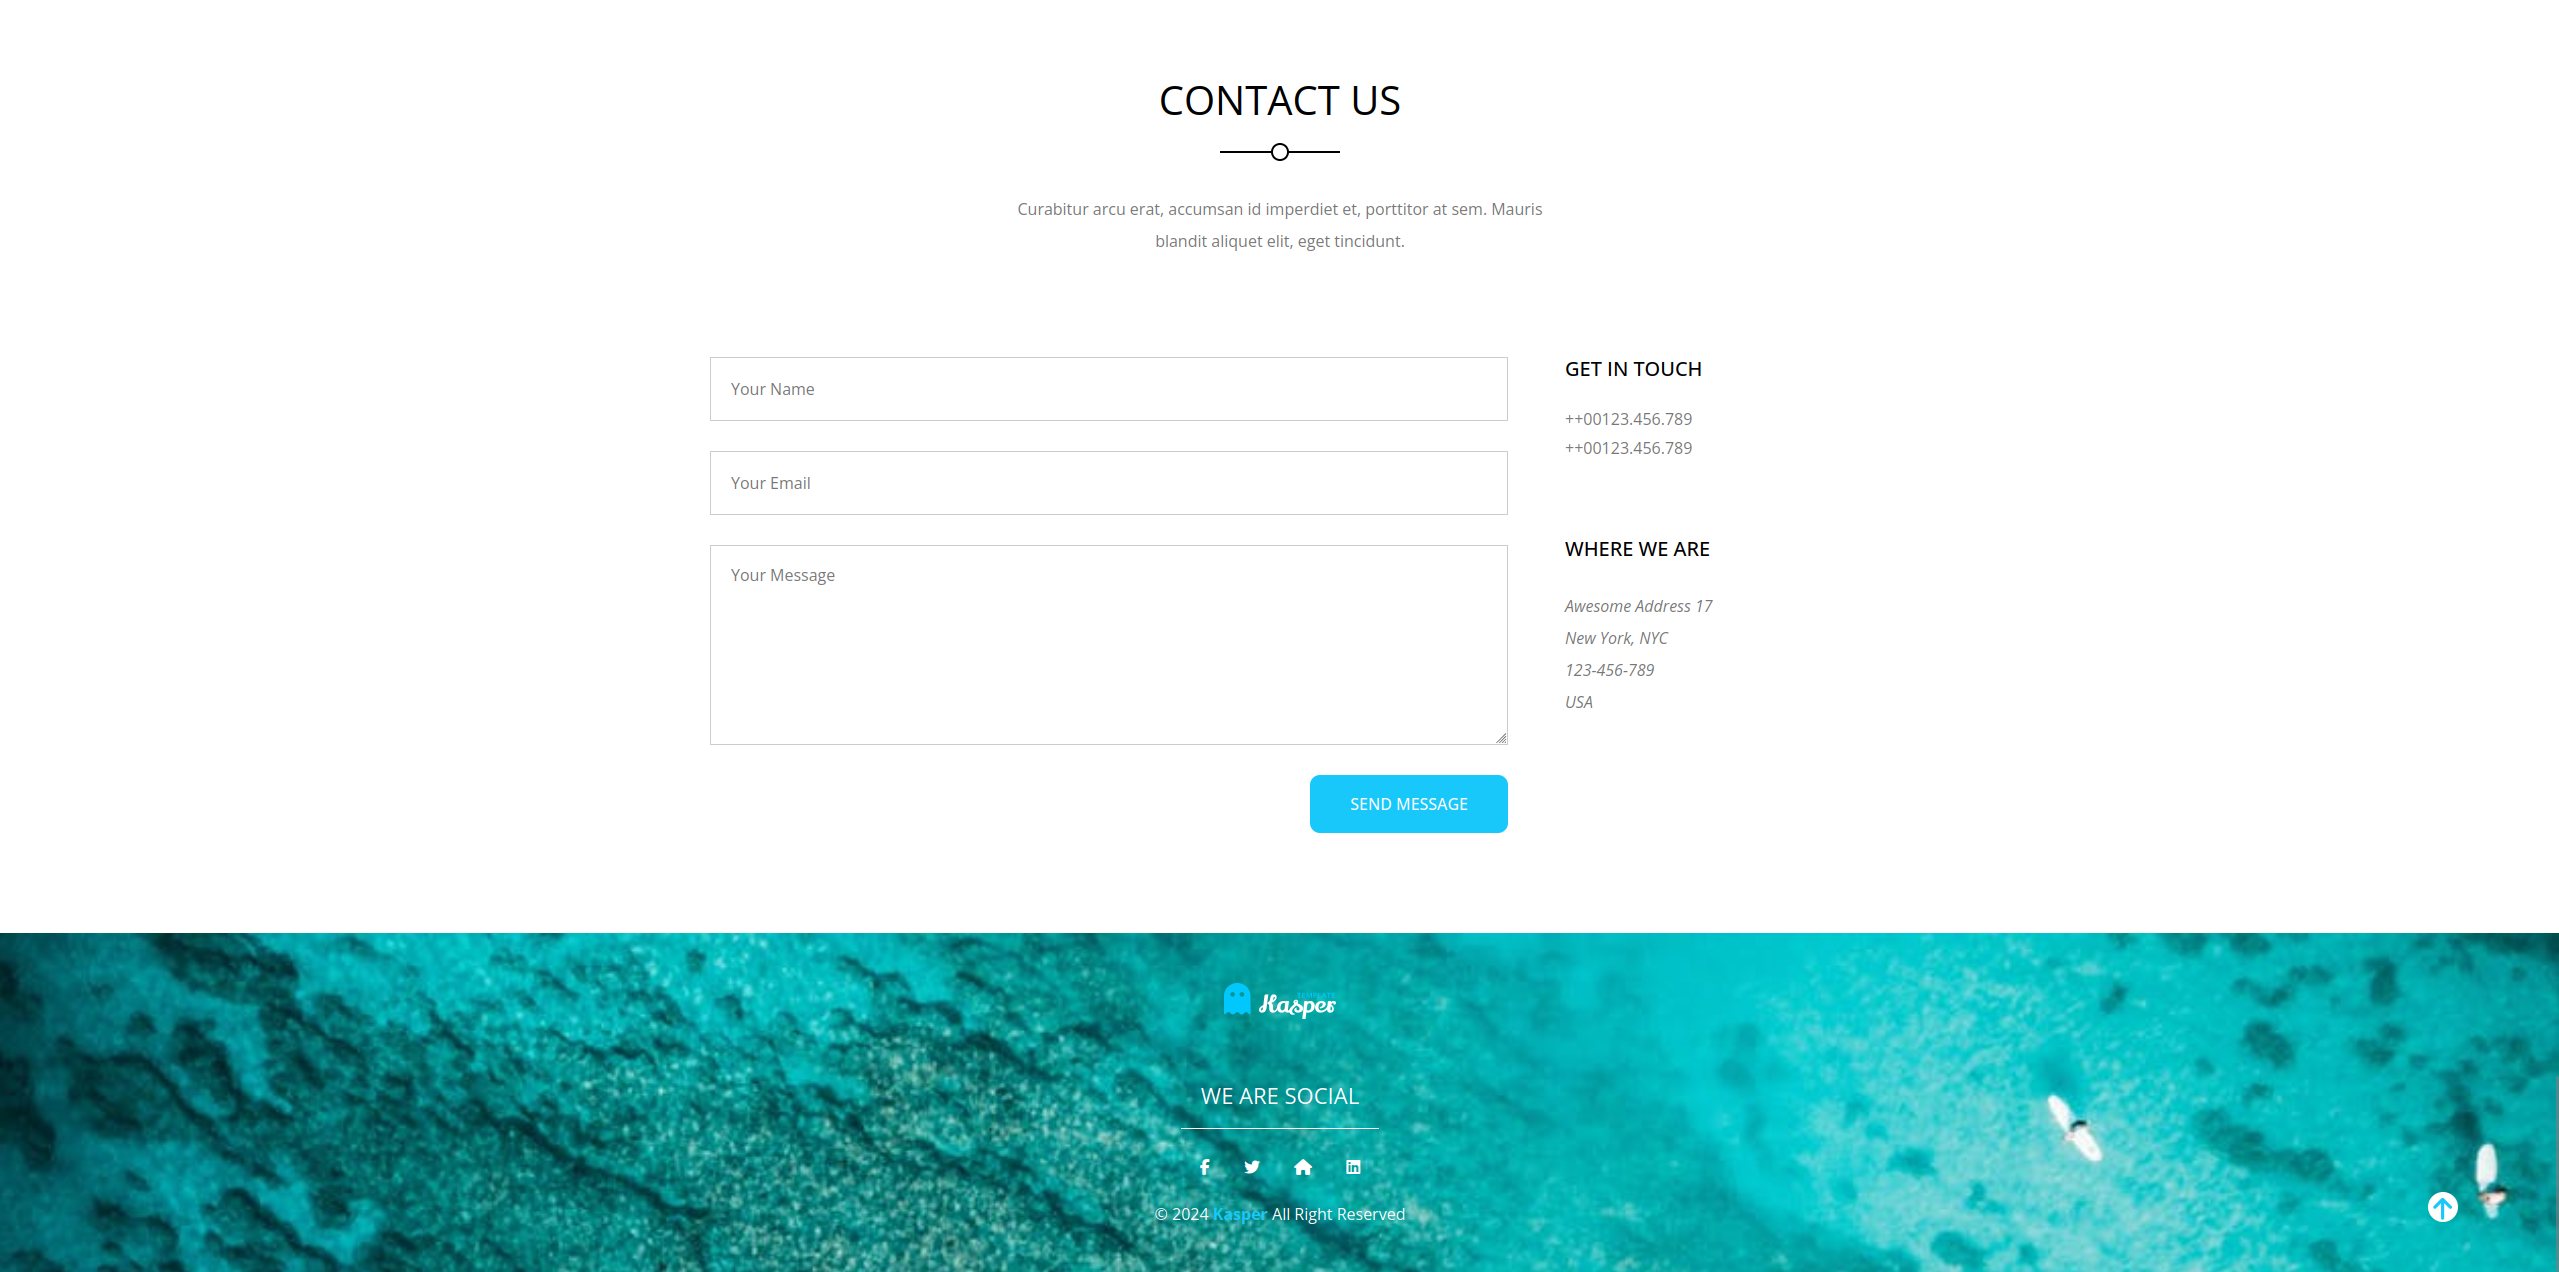 CONTACT US
Curabitur arcu erat, accumsan id imperdiet et, porttitor at sem. Mauris
blandit aliquet elit, eget tincidunt.
Your Name
Your Email
Your Message
SEND MESSAGE
GET IN TOUCH
++00123.456.789
++00123.456.789
WHERE WE ARE
Awesome Address 17
New York, NYC
123-456-789
USA
Kasper
WE ARE SOCIAL
© 2024 Kasper All Right Reserved